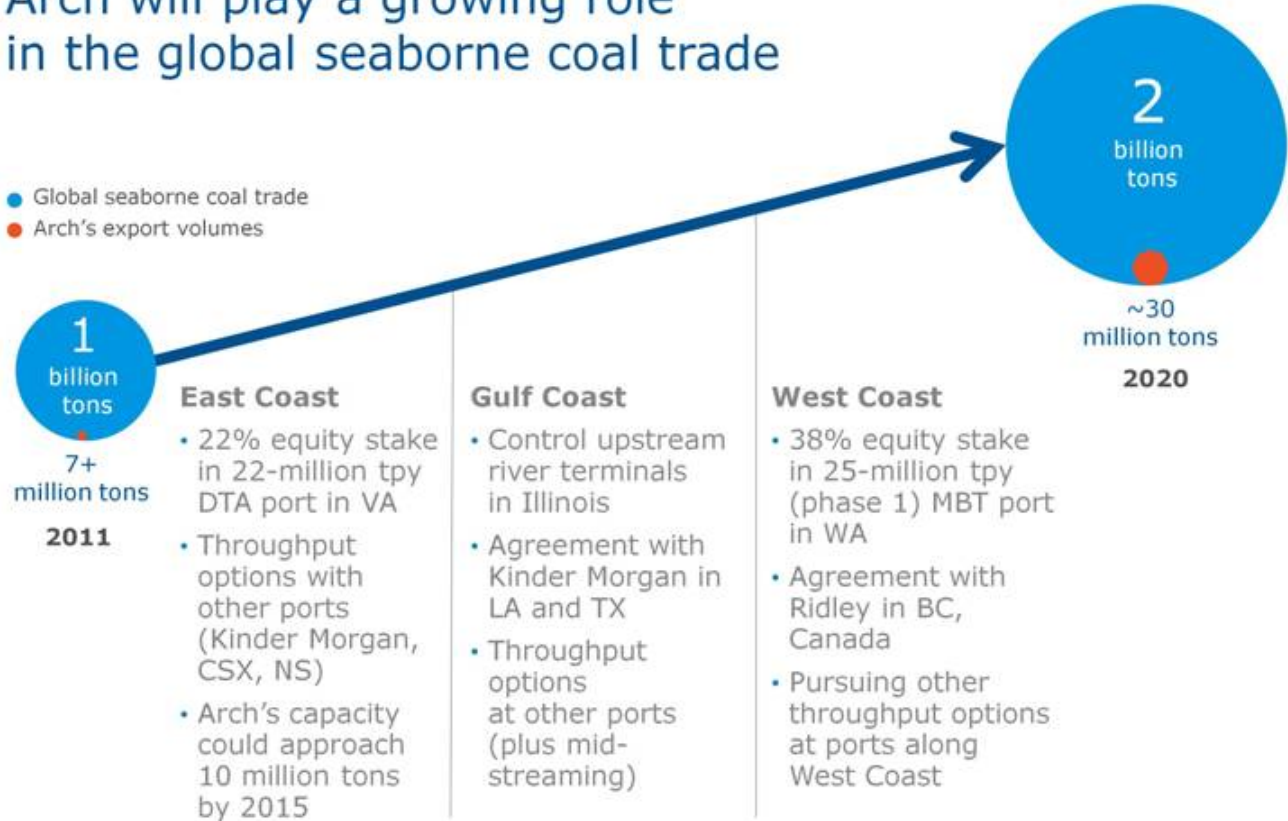 Arch will play a growing role
in the global seaborne coal trade
Global seaborne coal trade
Arch's export volumes
1
billion
tons
7+
million tons
2011
East Coast
• 22% equity stake
in 22-million tpy
DTA port in VA
• Throughput
options with
other ports
(Kinder Morgan,
CSX, NS)
• Arch's capacity
could approach
10 million tons
by 2015
Gulf Coast
• Control upstream
river terminals
in Illinois
• Agreement with
Kinder Morgan in
LA and TX
• Throughput
options
at other ports
(plus mid-
streaming)
West Coast
• 38% equity stake
in 25-million tpy
(phase 1) MBT port
in WA
• Agreement with
Ridley in BC,
Canada
• Pursuing other
throughput options
at ports along
West Coast
2
billion
tons
~30
million tons
2020